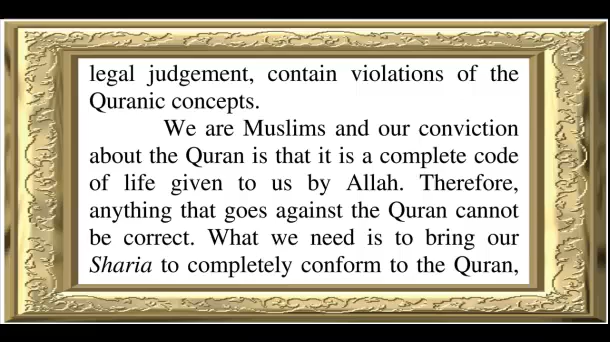 legal judgement, contain violations of the
Quranic concepts.
We are Muslims and our conviction
about the Quran is that it is a complete code
of life given to us by Allah. Therefore,
anything that goes against the Quran cannot
be correct. What we need is to bring our
Sharia to completely conform to the Quran,